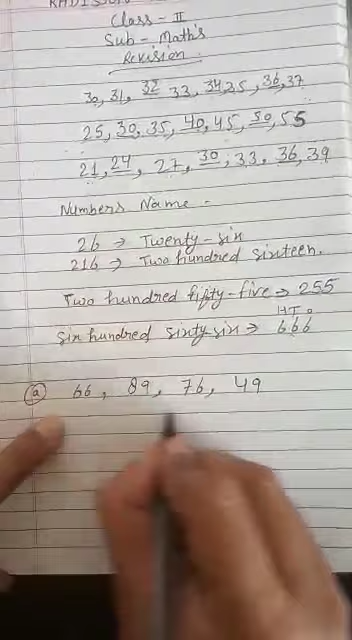 Class - II
Sub - Math's
Revision
30, 31, 32 33, 34 35, 36, 37
25, 30, 35, 40, 45, 50, 55
21, 24, 27, 30, 33, 36, 39
Numbers Name -
26 → Twenty-six
216 → Two hundred sixteen.
Two hundred fifty-five → 255
H T O
Six hundred sixty six → 666
(a) 66, 89, 76, 49